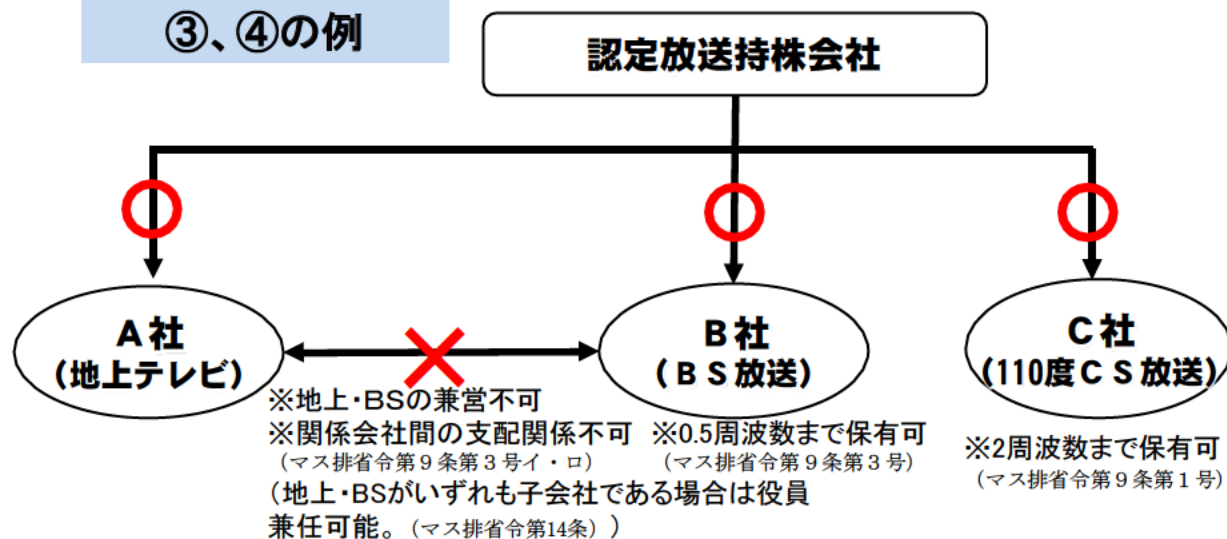 ③、④の例
認定放送持株会社
A社
(地上テレビ)
B社
(BS放送)
C社
(110度CS放送)
※地上・BSの兼営不可
※関係会社間の支配関係不可
(マス排省令第9条第3号イ・ロ)
(地上・BSがいずれも子会社である場合は役員
兼任可能。(マス排省令第14条))
※0.5周波数まで保有可
(マス排省令第9条第3号)
※2周波数まで保有可
(マス排省令第9条第1号)